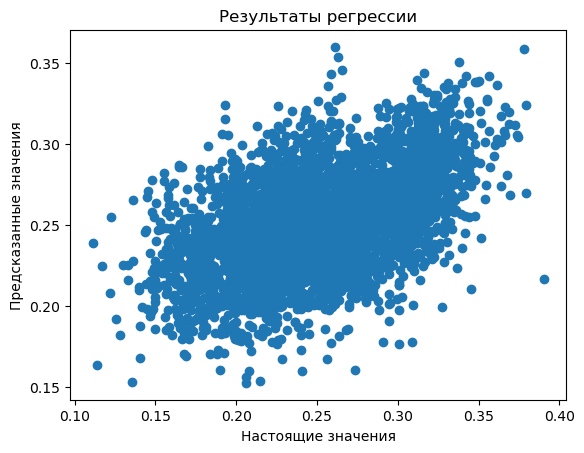 Результаты регрессии
0.35
0.30
0.25
0.20
0.15
Предсказанные значения
0.10 0.15 0.20 0.25 0.30 0.35 0.40
Настоящие значения